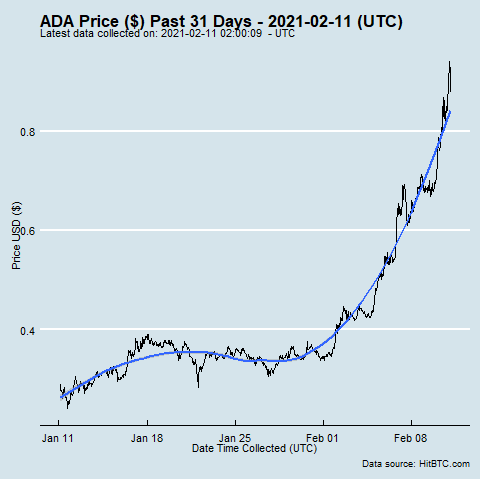 ADA Price ($) Past 31 Days - 2021-02-11 (UTC)
Latest data collected on: 2021-02-11 02:00:09 - UTC
Price USD ($)
0.8
0.6
0.4
Jan 11 Jan 18 Jan 25 Feb 01 Feb 08
Date Time Collected (UTC)
Data source: HitBTC.com